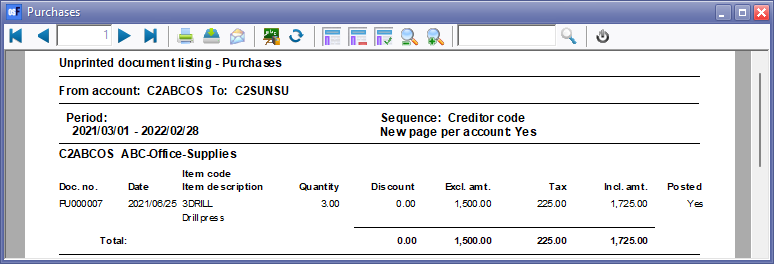 Purchases
1
Unprinted document listing - Purchases
From account: C2ABCOS To: C2SUNSU
Period: Sequence: Creditor code
2021/03/01 - 2022/02/28 New page per account: Yes
C2ABCOS ABC-Office-Supplies
Item code
Doc. no. Date Item description Quantity Discount Excl. amt. Tax Incl. amt. Posted
PU000007 2021/06/25 3DRILL 3.00 0.00 1,500.00 225.00 1,725.00 Yes
Drill press
Total: 0.00 1,500.00 225.00 1,725.00